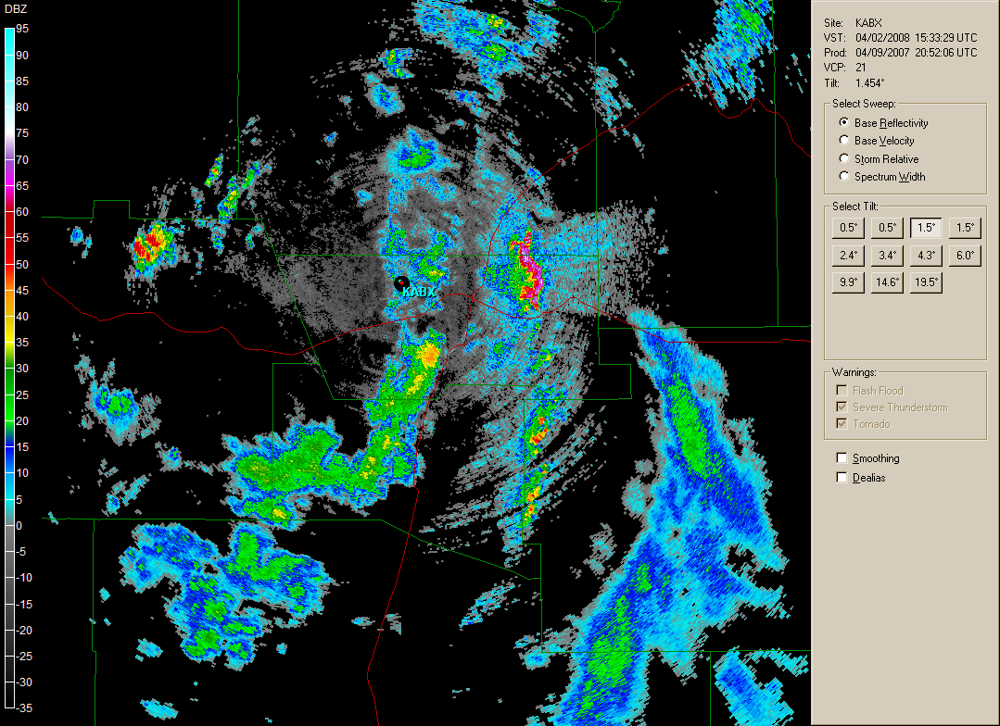 DBZ
95
90
85
80
75
70
65
60
55
50
45
40
35
30
25
20
15
10
5
0
-5
-10
-15
-20
-25
-30
-35
KABX
Site: KABX
VST: 04/02/2008 15:33:29 UTC
Prod: 04/09/2007 20:52:06 UTC
VCP: 21
Tilt: 1.454°
Select Sweep:
Base Reflectivity
Base Velocity
Storm Relative
Spectrum Width
Select Tilt:
0.5° 0.5° 1.5° 1.5°
2.4° 3.4° 4.3° 6.0°
9.9° 14.6° 19.5°
Warnings:
Flash Flood
Severe Thunderstorm
Tornado
Smoothing
Dealias